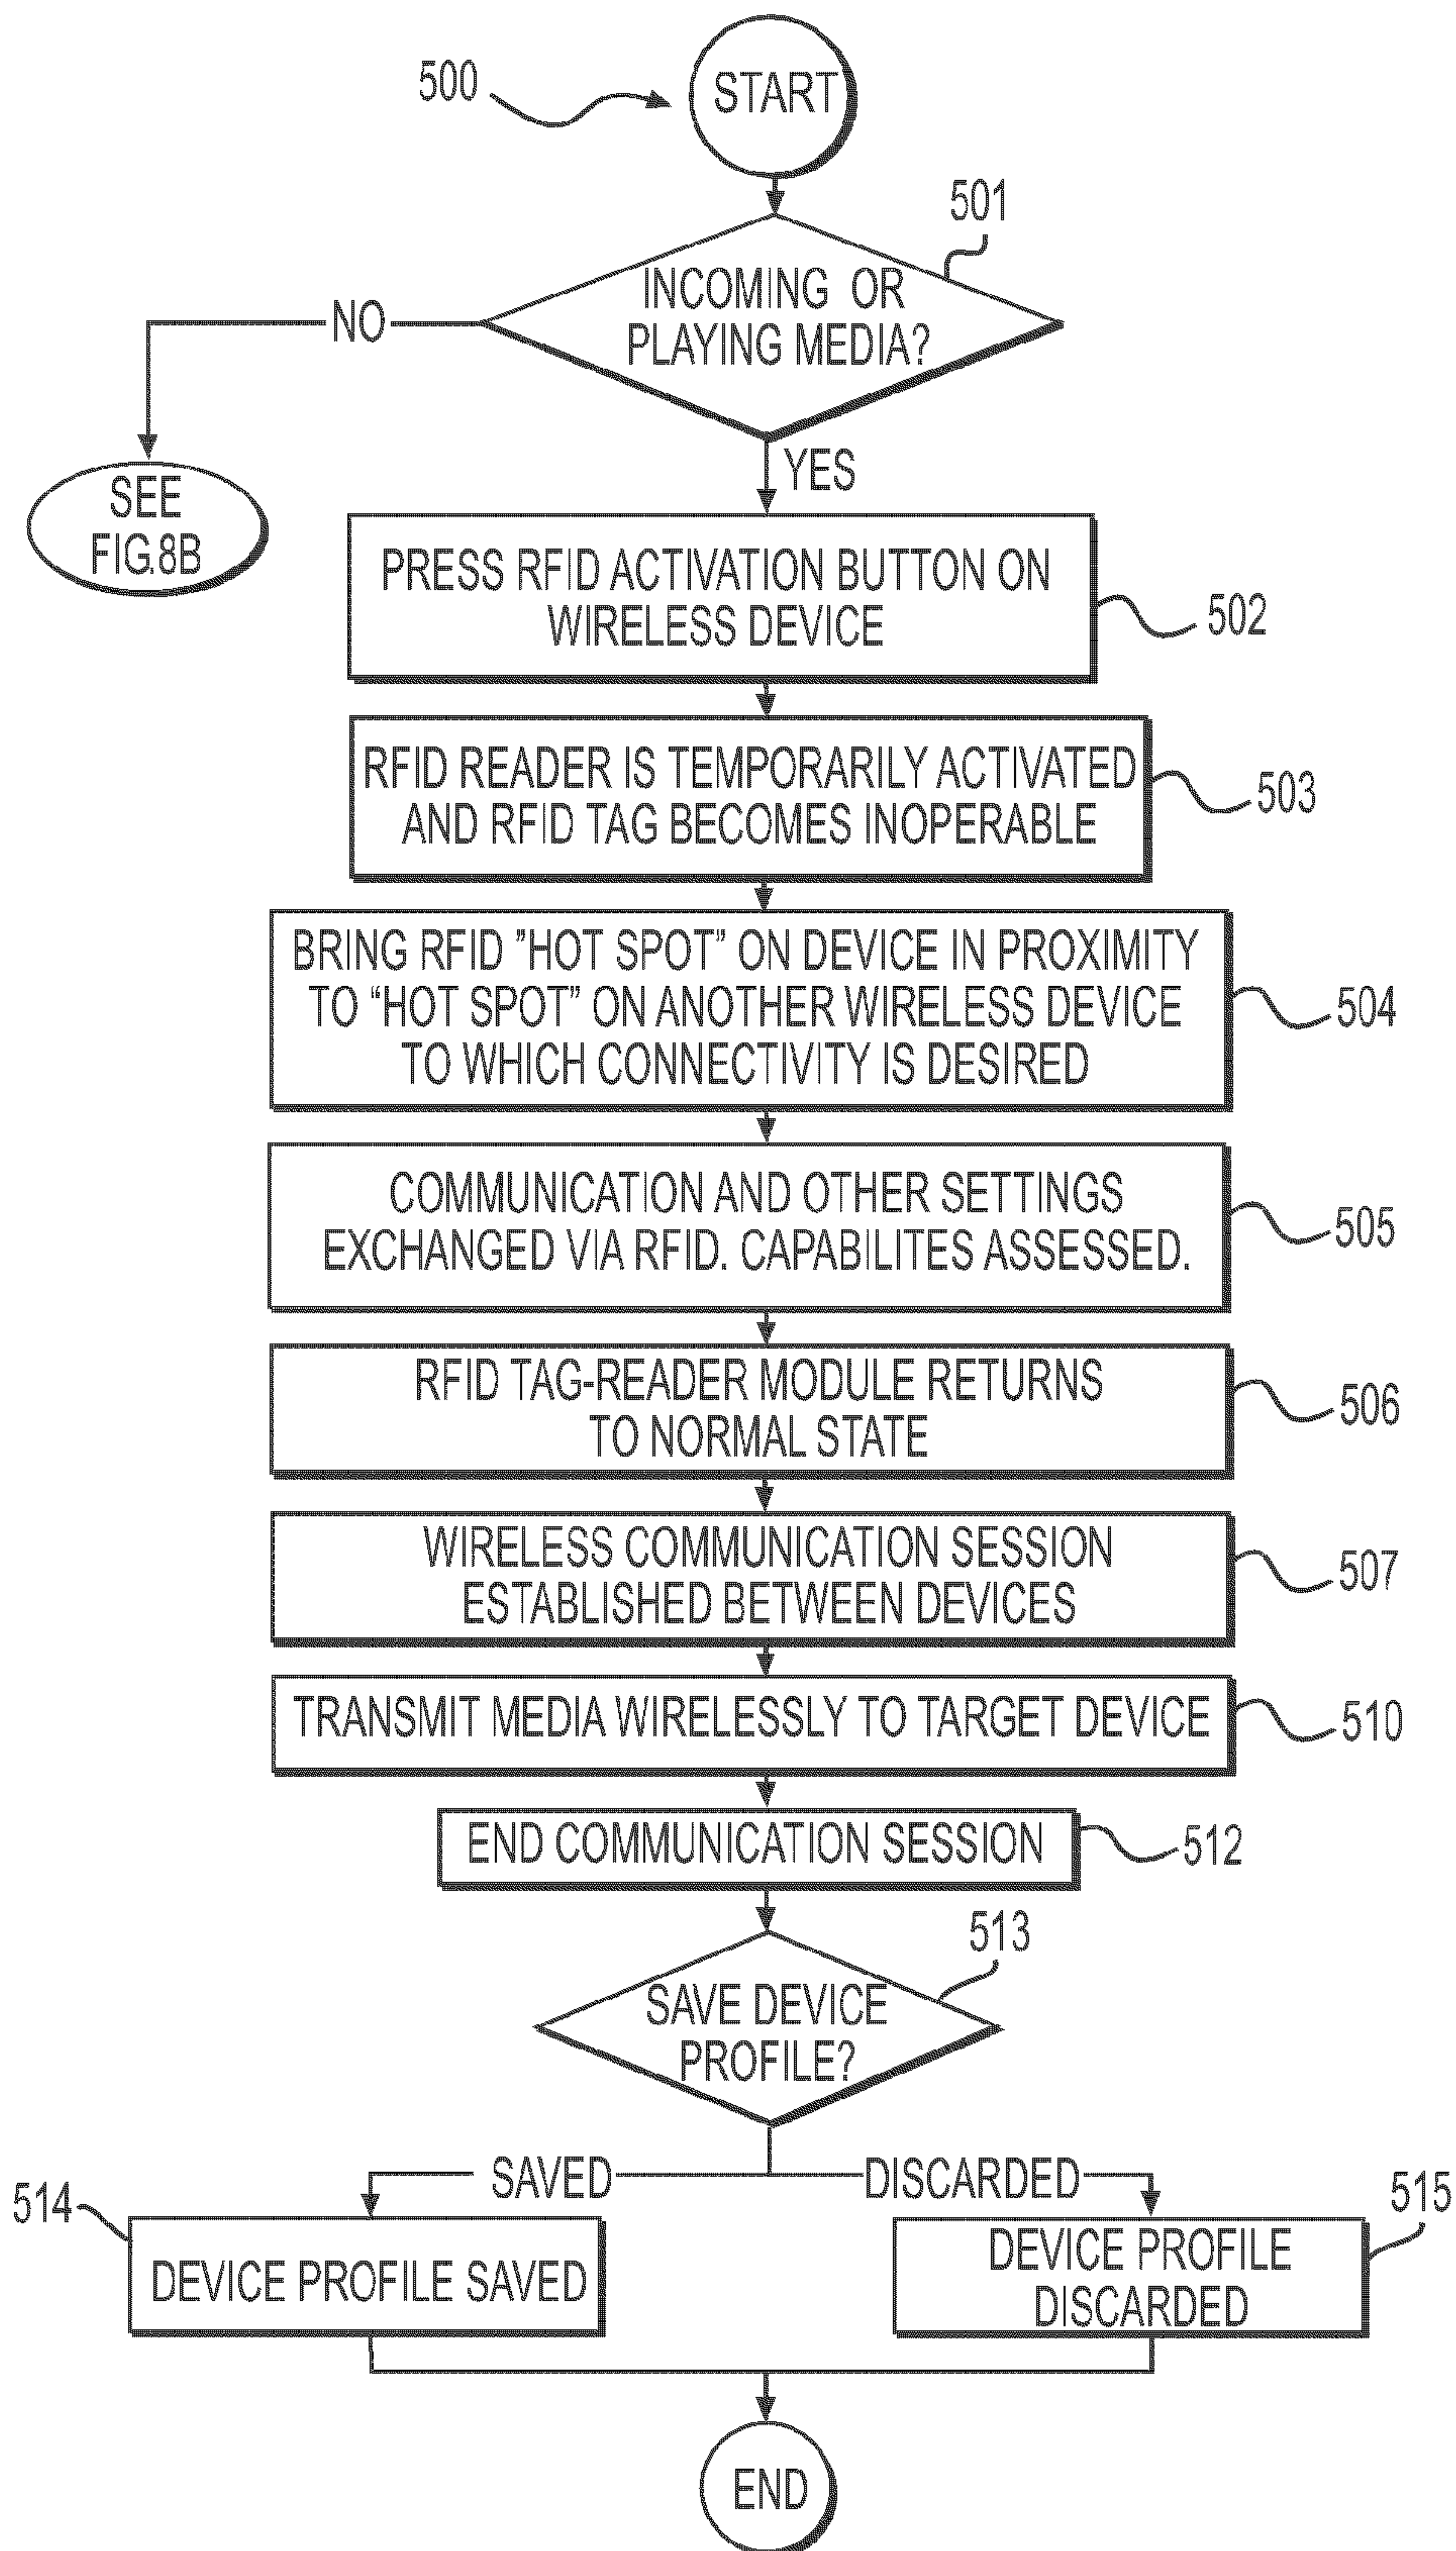 500
START
501
INCOMING OR
PLAYING MEDIA?
NO
YES
SEE
FIG.8B
PRESS RFID ACTIVATION BUTTON ON
WIRELESS DEVICE
502
RFID READER IS TEMPORARILY ACTIVATED
AND RFID TAG BECOMES INOPERABLE
503
BRING RFID ”HOT SPOT” ON DEVICE IN PROXIMITY
TO “HOT SPOT” ON ANOTHER WIRELESS DEVICE
TO WHICH CONNECTIVITY IS DESIRED
504
COMMUNICATION AND OTHER SETTINGS
EXCHANGED VIA RFID. CAPABILITES ASSESSED.
505
RFID TAG-READER MODULE RETURNS
TO NORMAL STATE
506
WIRELESS COMMUNICATION SESSION
ESTABLISHED BETWEEN DEVICES
507
TRANSMIT MEDIA WIRELESSLY TO TARGET DEVICE
510
END COMMUNICATION SESSION
512
513
SAVE DEVICE
PROFILE?
SAVED
DISCARDED
514
DEVICE PROFILE SAVED
515
DEVICE PROFILE
DISCARDED
END